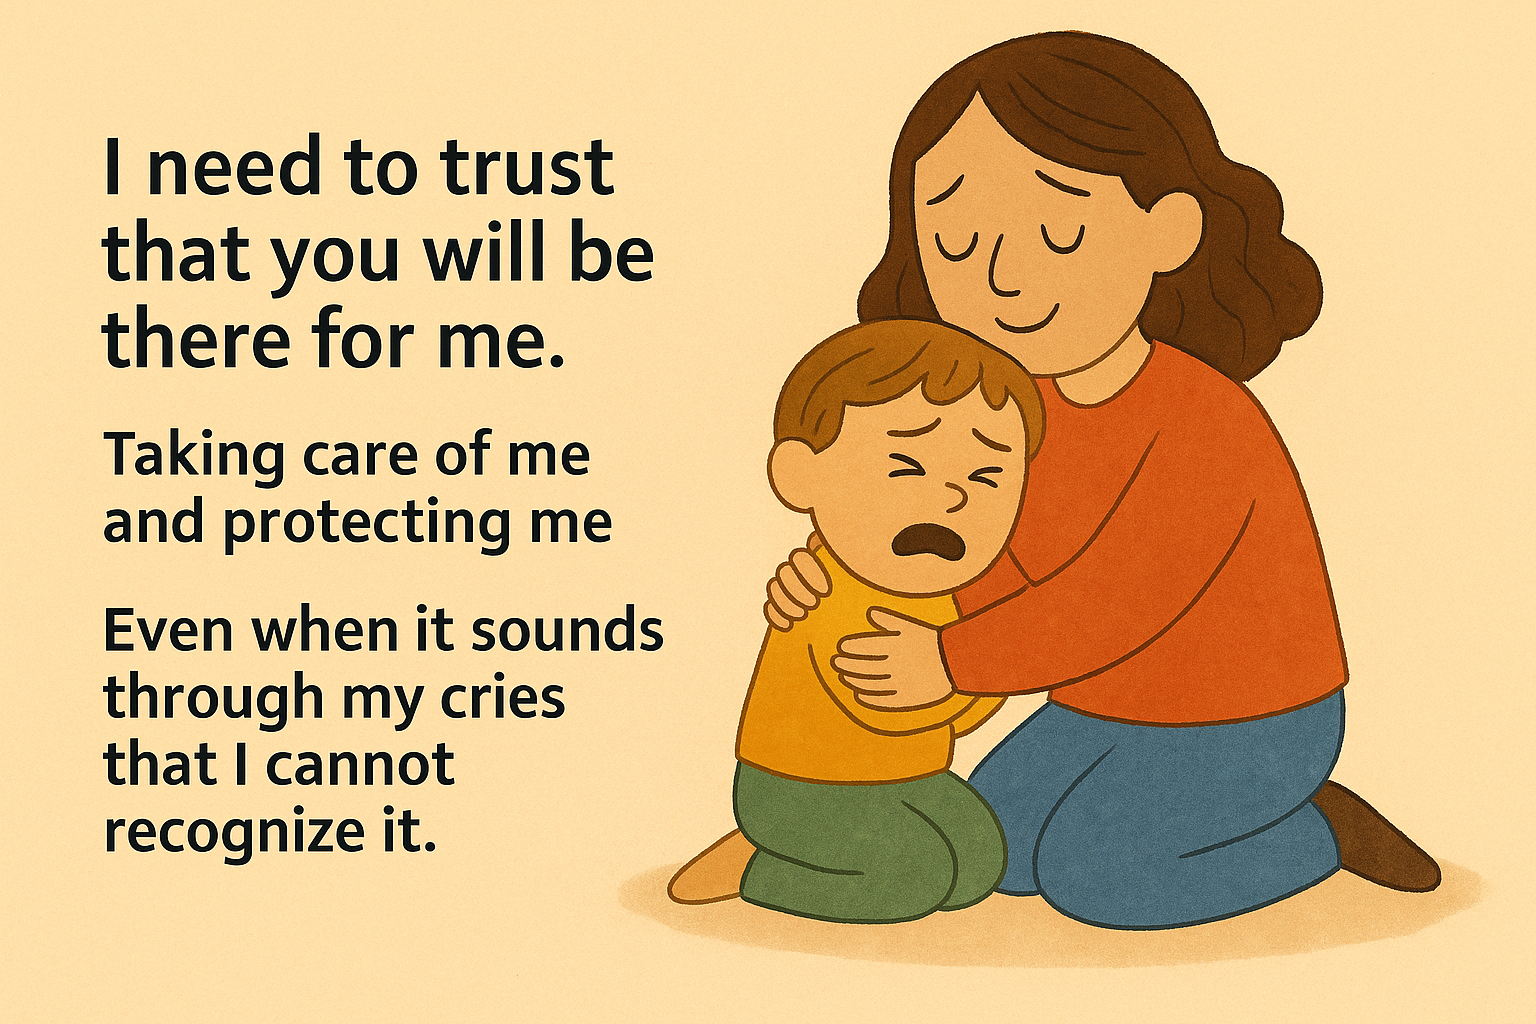 I need to trust
that you will be
there for me.
Taking care of me
and protecting me
Even when it sounds
through my cries
that I cannot
recognize it.